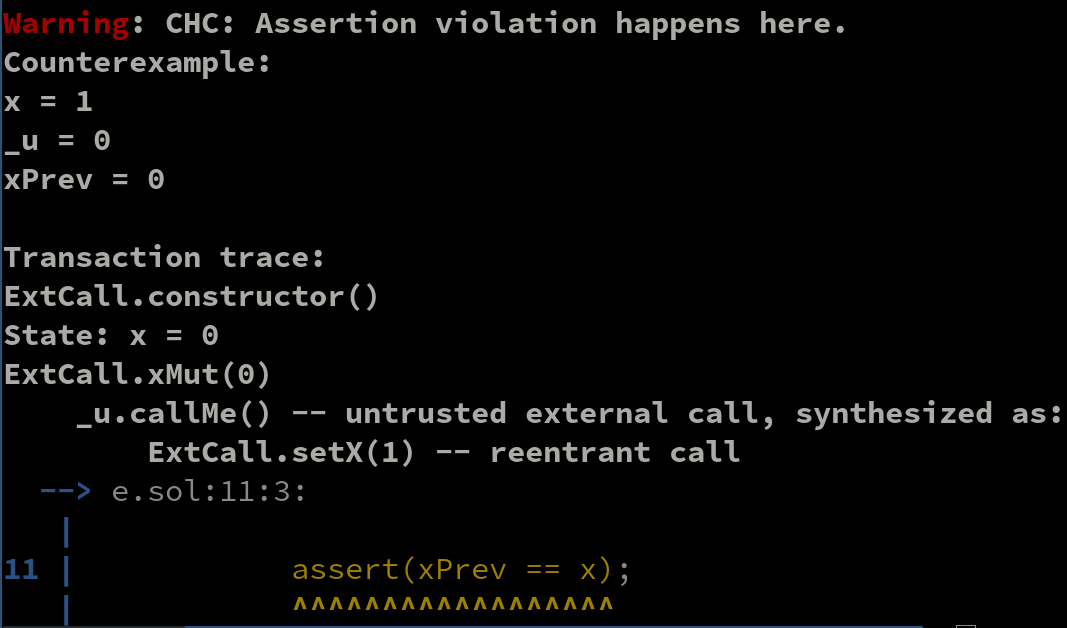 Warning: CHC: Assertion violation happens here.
Counterexample:
x = 1
_u = 0
xPrev = 0
Transaction trace:
ExtCall.constructor()
State: x = 0
ExtCall.xMut(0)
    _u.callMe() -- untrusted external call, synthesized as:
        ExtCall.setX(1) -- reentrant call
  --> e.sol:11:3:
   |
11 |            assert(xPrev == x);
   |            ^^^^^^^^^^^^^^^^^^